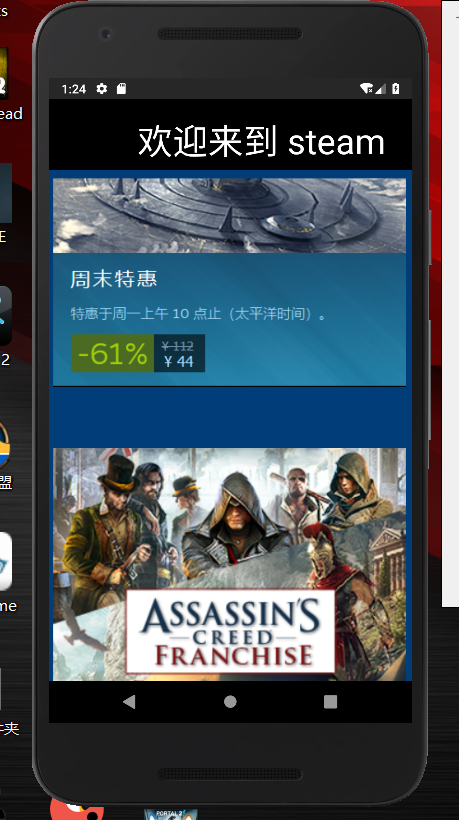 ts
ead
E
2
盟
me
件夹
1:24
欢迎来到 steam
周末特惠
特惠于周一上午 10 点止（太平洋时间）。
-61%
¥ 112
¥ 44
ASSASSIN'S
CREED
FRANCHISE
PORTAL 2